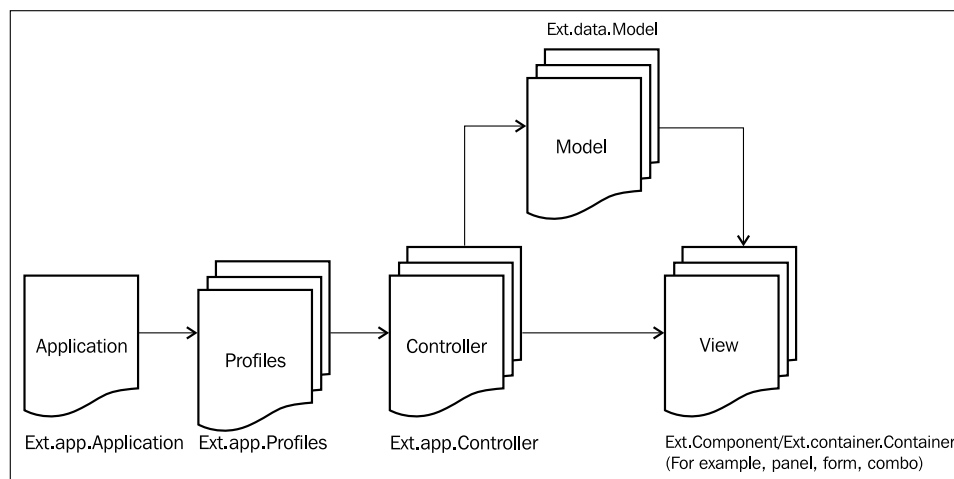 Ext.data.Model
Model
Application
Profiles
Controller
View
Ext.app.Application
Ext.app.Profiles
Ext.app.Controller
Ext.Component/Ext.container.Container
(For example, panel, form, combo)